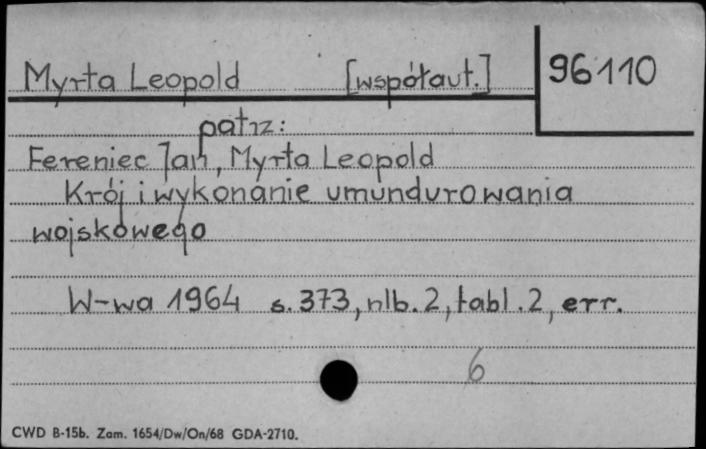 Myrta Leopold [współaut.] 96110
patrz:
Fereniec Jan, Myrta Leopold
Krój i wykonanie umundurowania
wojskowego
W-wa 1964 s. 373, nlb. 2, tabl. 2, err.
6
CWD B-15b. Zam. 1654/Dw/On/68 GDA-2710.